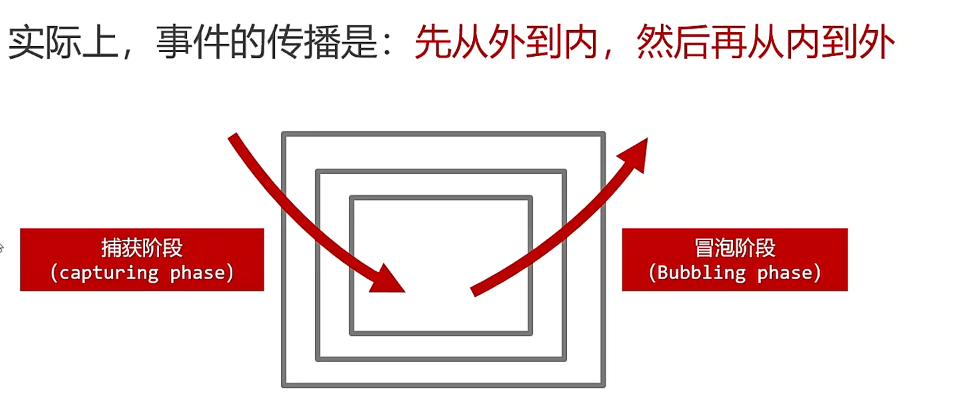 实际上，事件的传播是：先从外到内，然后再从内到外
捕获阶段
（capturing phase）
冒泡阶段
（Bubbling phase）